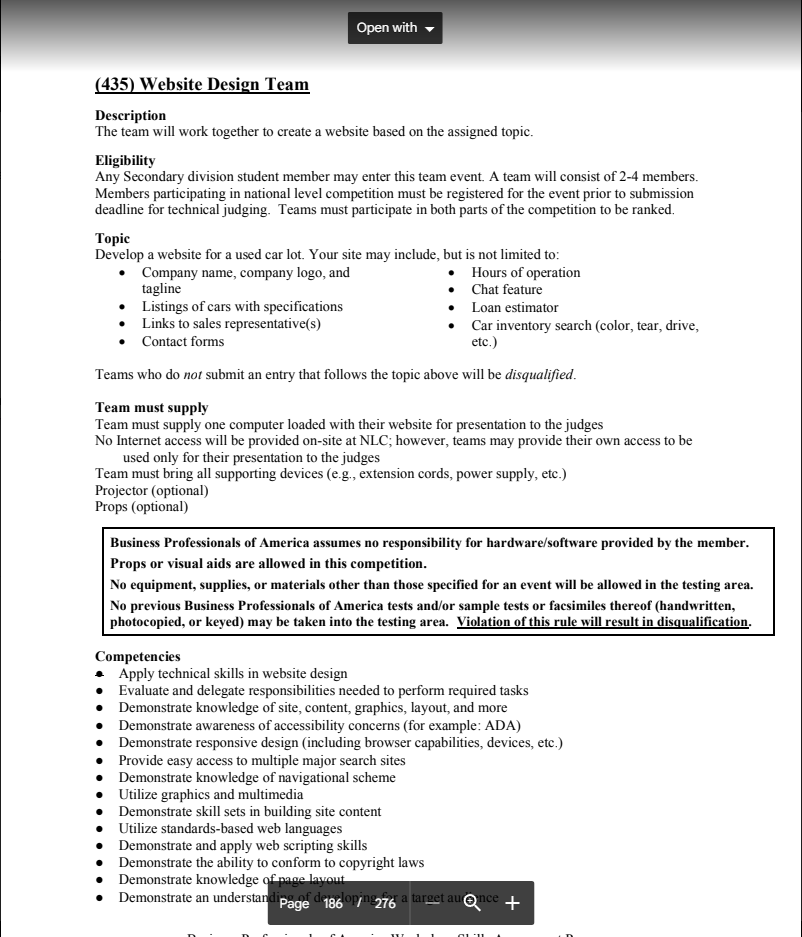 Open with
(435) Website Design Team
Description
The team will work together to create a website based on the assigned topic.
Eligibility
Any Secondary division student member may enter this team event. A team will consist of 2-4 members.
Members participating in national level competition must be registered for the event prior to submission
deadline for technical judging. Teams must participate in both parts of the competition to be ranked.
Topic
Develop a website for a used car lot. Your site may include, but is not limited to:
• Company name, company logo, and
tagline
• Listings of cars with specifications
• Links to sales representative(s)
• Contact forms
• Hours of operation
• Chat feature
• Loan estimator
• Car inventory search (color, tear, drive,
etc.)
Teams who do not submit an entry that follows the topic above will be disqualified.
Team must supply
Team must supply one computer loaded with their website for presentation to the judges
No Internet access will be provided on-site at NLC; however, teams may provide their own access to be
used only for their presentation to the judges
Team must bring all supporting devices (e.g., extension cords, power supply, etc.)
Projector (optional)
Props (optional)
Business Professionals of America assumes no responsibility for hardware/software provided by the member.
Props or visual aids are allowed in this competition.
No equipment, supplies, or materials other than those specified for an event will be allowed in the testing area.
No previous Business Professionals of America tests and/or sample tests or facsimiles thereof (handwritten,
photocopied, or keyed) may be taken into the testing area. Violation of this rule will result in disqualification.
Competencies
● Apply technical skills in website design
● Evaluate and delegate responsibilities needed to perform required tasks
● Demonstrate knowledge of site, content, graphics, layout, and more
● Demonstrate awareness of accessibility concerns (for example: ADA)
● Demonstrate responsive design (including browser capabilities, devices, etc.)
● Provide easy access to multiple major search sites
● Demonstrate knowledge of navigational scheme
● Utilize graphics and multimedia
● Demonstrate skill sets in building site content
● Utilize standards-based web languages
● Demonstrate and apply web scripting skills
● Demonstrate the ability to conform to copyright laws
● Demonstrate knowledge of page layout
● Demonstrate an understanding of developing for a target audience
Page 186 / 276